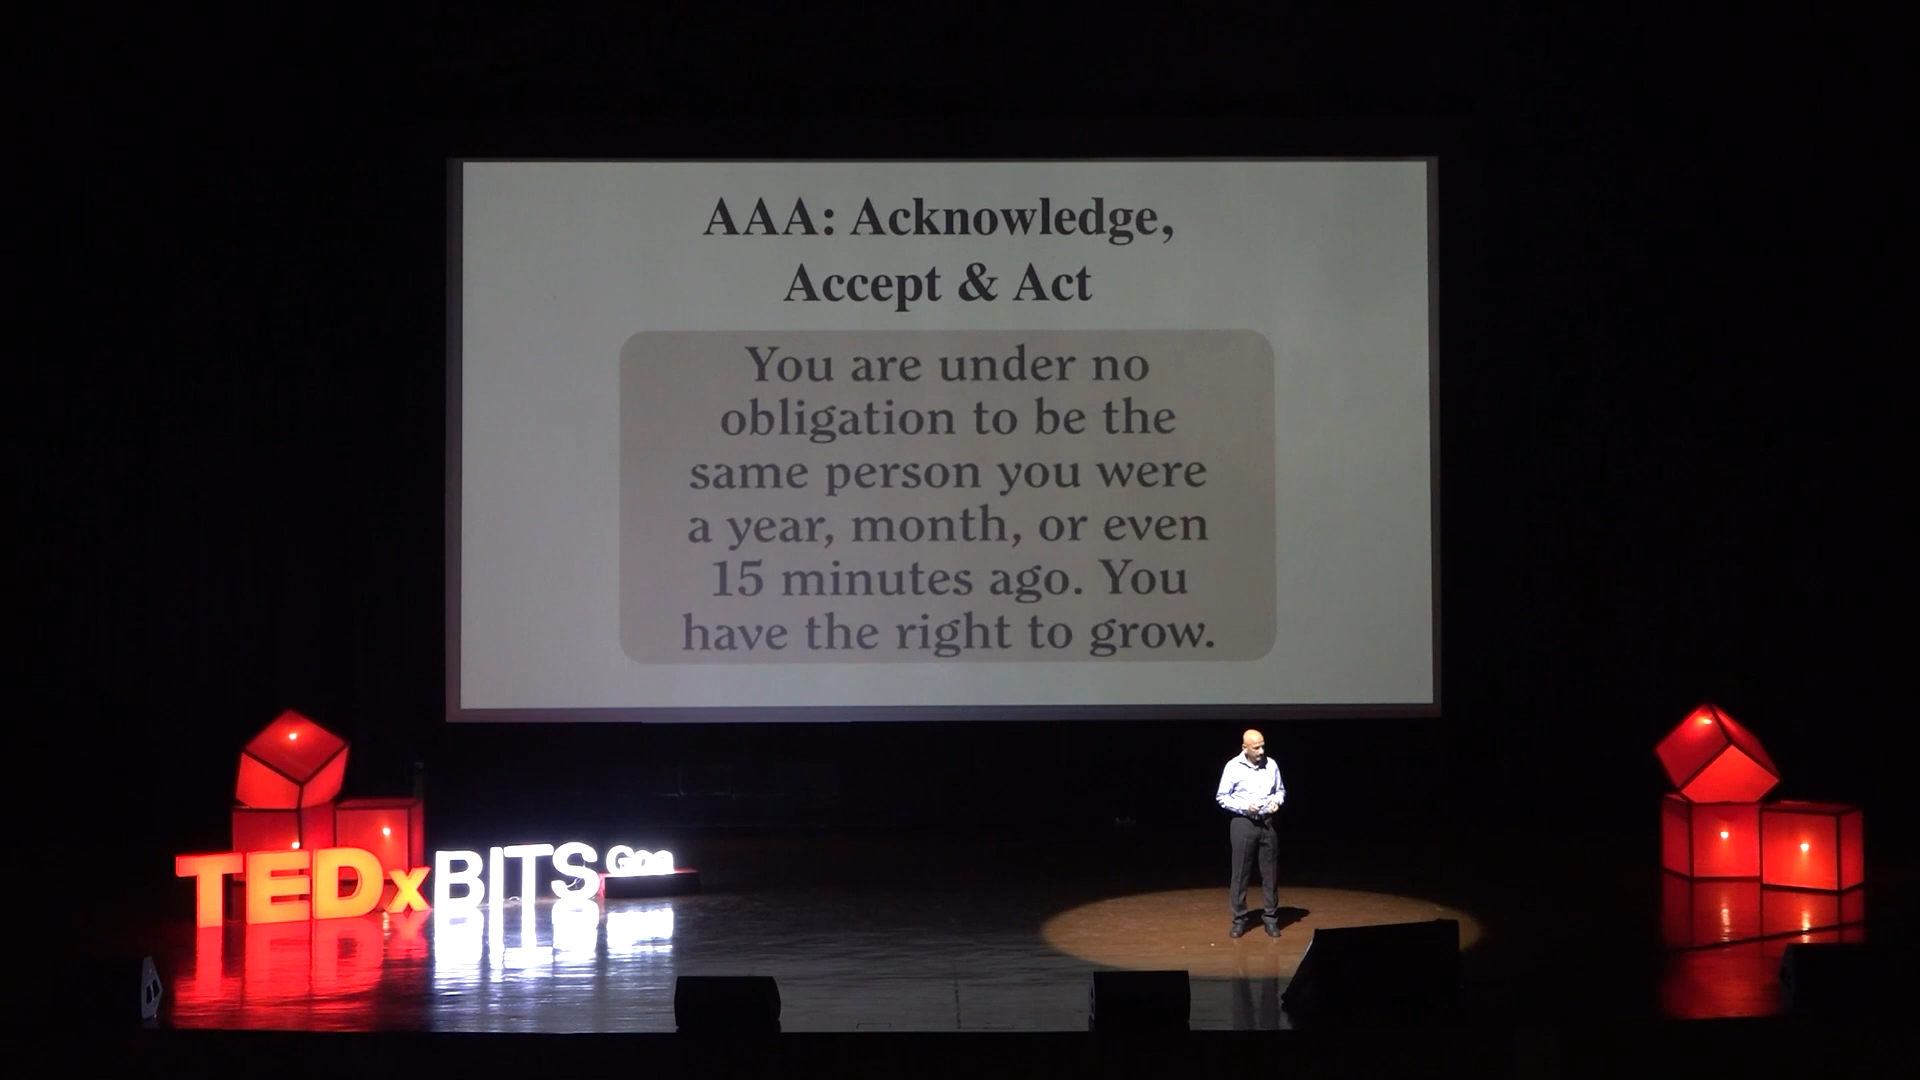 AAA: Acknowledge,
Accept & Act
You are under no
obligation to be the
same person you were
a year, month, or even
15 minutes ago. You
have the right to grow.
TEDxBITS Goa